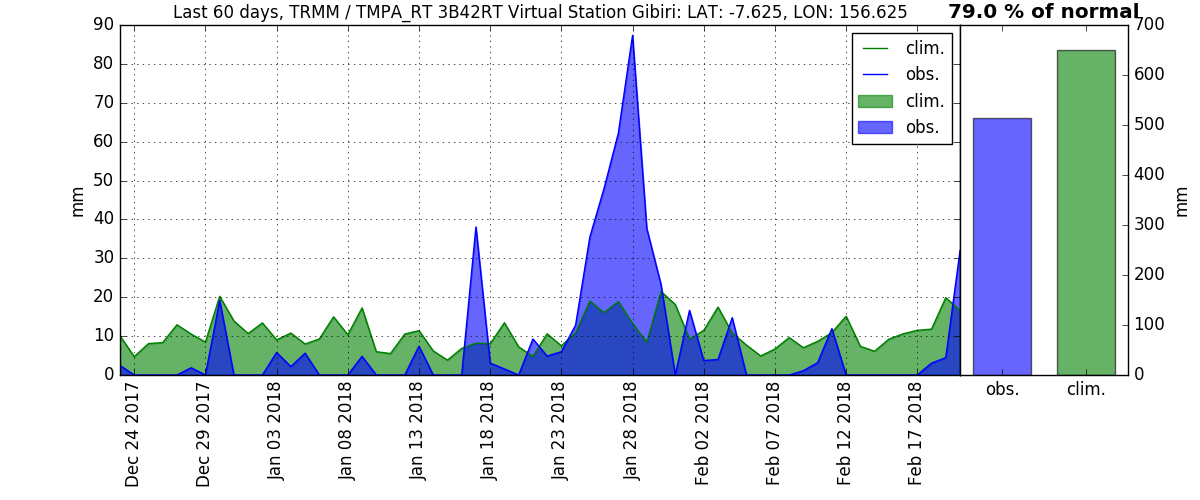 Last 60 days, TRMM / TMPA_RT 3B42RT Virtual Station Gibiri: LAT: -7.625, LON: 156.625
79.0 % of normal
90
80
70
60
50
40
30
20
10
0
mm
clim.
obs.
clim.
obs.
Dec 24 2017
Dec 29 2017
Jan 03 2018
Jan 08 2018
Jan 13 2018
Jan 18 2018
Jan 23 2018
Jan 28 2018
Feb 02 2018
Feb 07 2018
Feb 12 2018
Feb 17 2018
700
600
500
400
300
200
100
0
mm
obs.
clim.